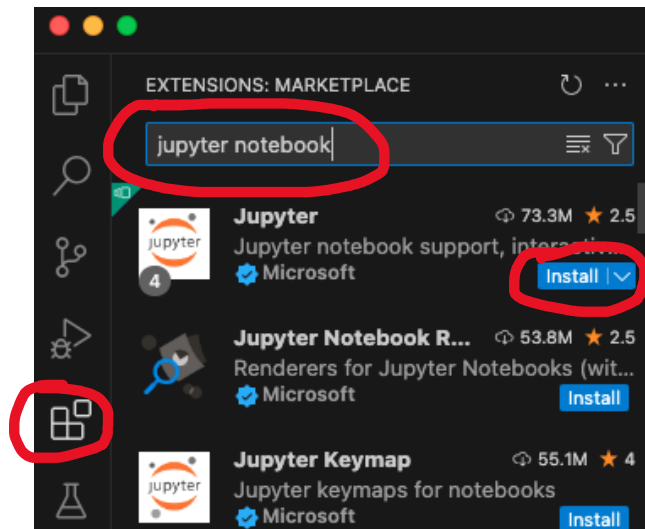 EXTENSIONS: MARKETPLACE
jupyter notebook
Jupyter 73.3M 2.5
jupyter
Jupyter notebook support, interactiv...
4
Microsoft
Install
Jupyter Notebook R... 53.8M 2.5
Renderers for Jupyter Notebooks (wit...
Microsoft
Install
Jupyter Keymap 55.1M 4
jupyter
Jupyter keymaps for notebooks
Microsoft
Install